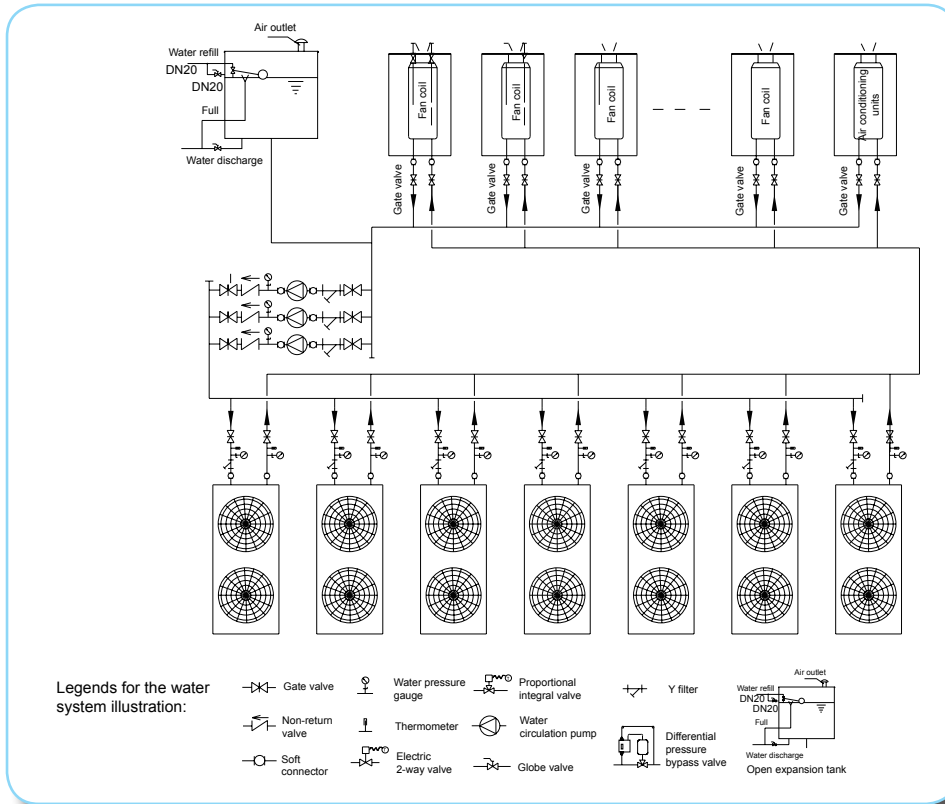 Air outlet
Water refill
DN20
DN20
Full
Water discharge
Fan coil
Fan coil
Fan coil
Fan coil
Air conditioning
units
Gate valve
Gate valve
Gate valve
Gate valve
Gate valve
Legends for the water
system illustration:
Gate valve
Water pressure
gauge
Proportional
integral valve
Y filter
Non-return
valve
Thermometer
Water
circulation pump
Soft
connector
Electric
2-way valve
Globe valve
Differential
pressure
bypass valve
Air outlet
Water refill
DN20
DN20
Full
Water discharge
Open expansion tank